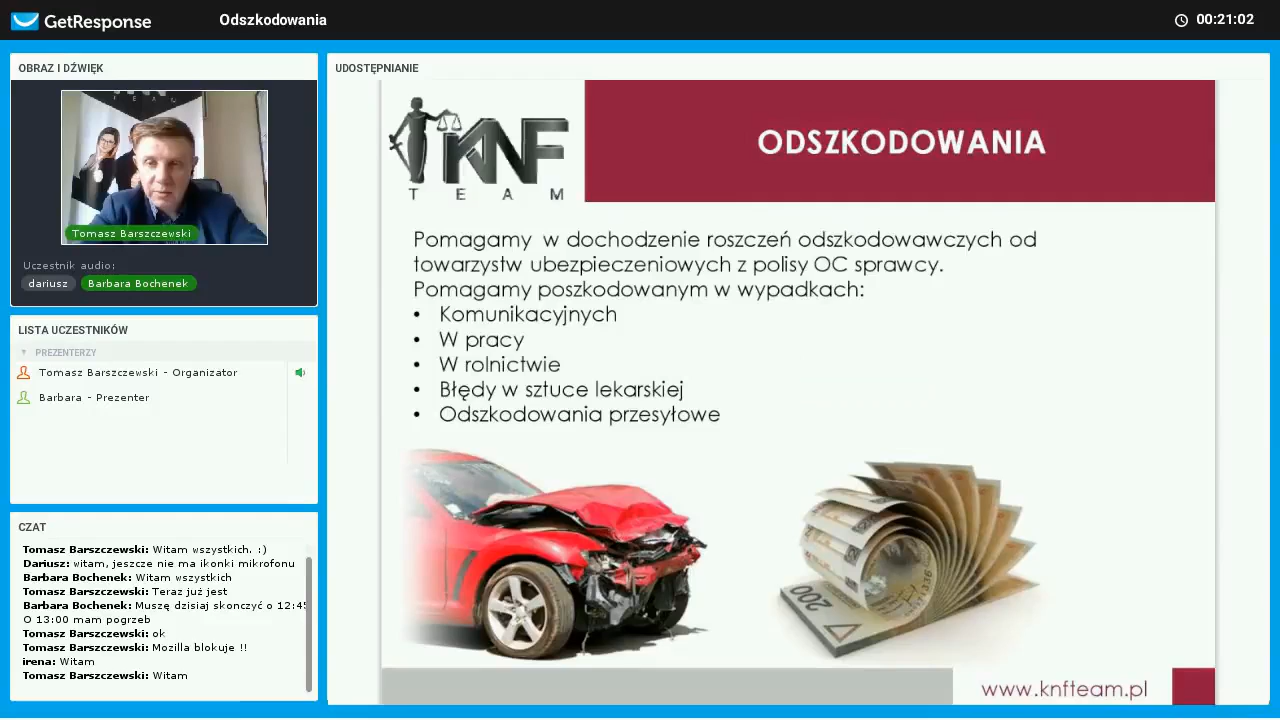 GetResponse
Odszkodowania
00:21:02
OBRAZ I DŹWIĘK
TEAM
Tomasz Barszczewski
Uczestnik audio:
dariusz
Barbara Bochenek
LISTA UCZESTNIKÓW
PREZENTERZY
Tomasz Barszczewski - Organizator
Barbara - Prezenter
CZAT
Tomasz Barszczewski: Witam wszystkich. :)
Dariusz: witam, jeszcze nie ma ikonki mikrofonu
Barbara Bochenek: Witam wszystkich
Tomasz Barszczewski: Teraz już jest
Barbara Bochenek: Muszę dzisiaj skonczyć o 12:45
O 13:00 mam pogrzeb
Tomasz Barszczewski: ok
Tomasz Barszczewski: Mozilla blokuje !!
irena: Witam
Tomasz Barszczewski: Witam
UDOSTĘPNIANIE
KNF
TEAM
ODSZKODOWANIA
Pomagamy w dochodzenie roszczeń odszkodowawczych od
towarzystw ubezpieczeniowych z polisy OC sprawcy.
Pomagamy poszkodowanym w wypadkach:
• Komunikacyjnych
• W pracy
• W rolnictwie
• Błędy w sztuce lekarskiej
• Odszkodowania przesyłowe
200
www.knfteam.pl